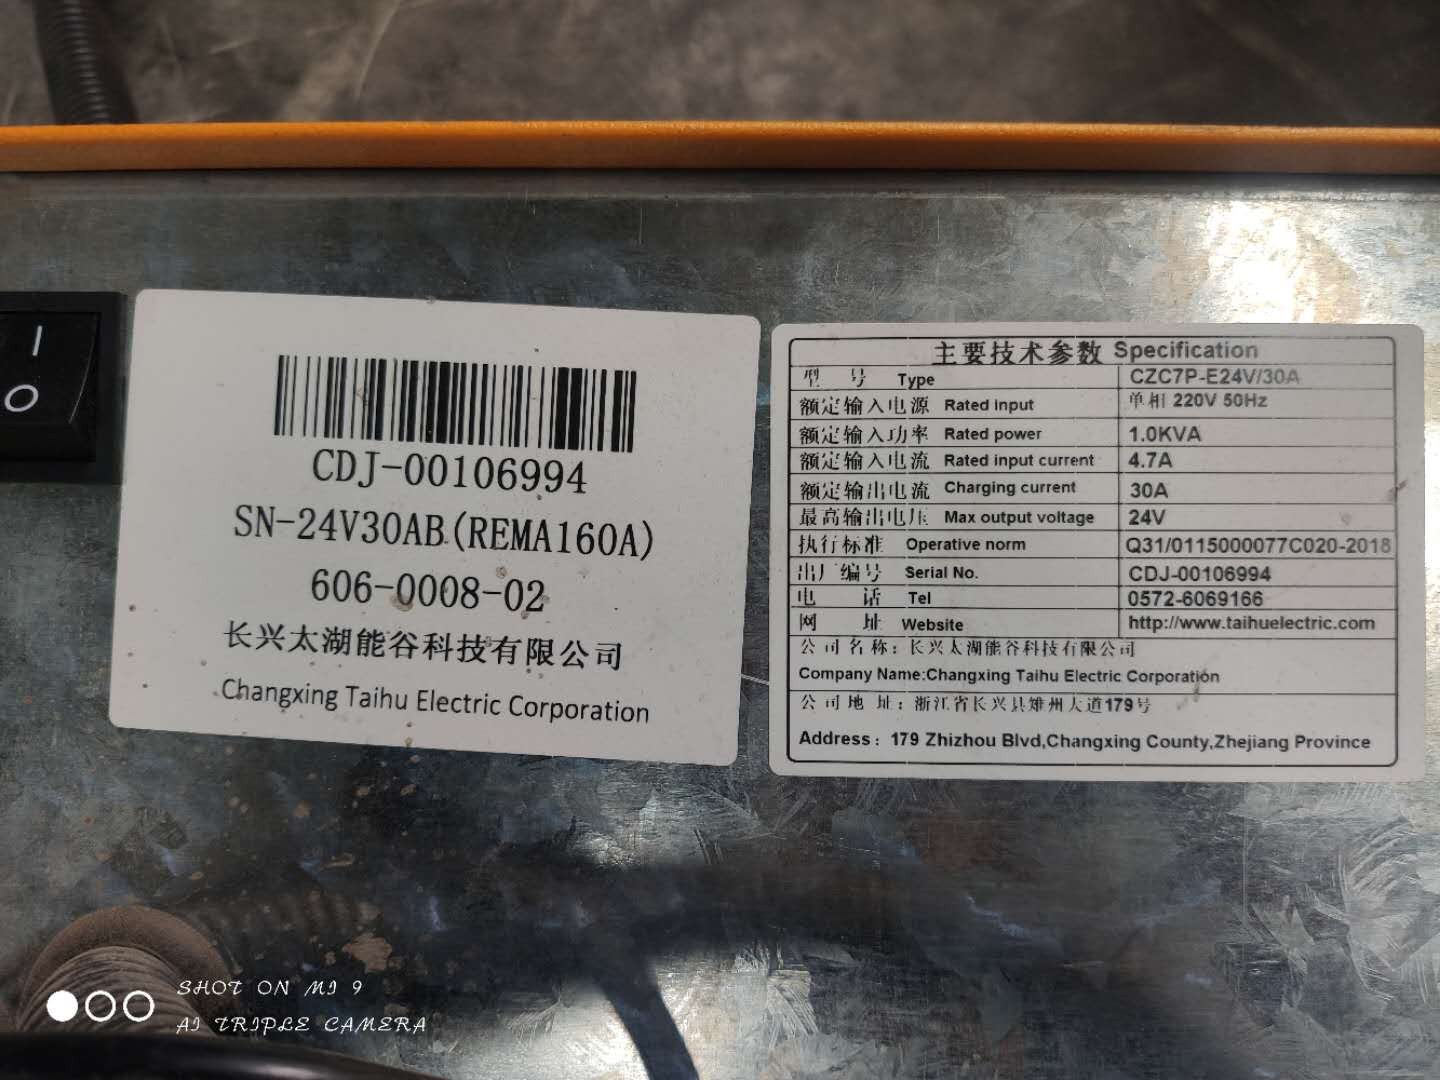 I
O
CDJ-00106994
SN-24V30AB(REMA160A)
606-0008-02
长兴太湖能谷科技有限公司
Changxing Taihu Electric Corporation
主要技术参数 Specification
型 号 Type CZC7P-E24V/30A
额定输入电源 Rated input 单相 220V 50Hz
额定输入功率 Rated power 1.0KVA
额定输入电流 Rated input current 4.7A
额定输出电流 Charging current 30A
最高输出电压 Max output voltage 24V
执行标准 Operative norm Q31/0115000077C020-2018
出厂编号 Serial No. CDJ-00106994
电 话 Tel 0572-6069166
网 址 Website http://www.taihuelectric.com
公司名称：长兴太湖能谷科技有限公司
Company Name:Changxing Taihu Electric Corporation
公司地址：浙江省长兴县雉州大道179号
Address：179 Zhizhou Blvd,Changxing County,Zhejiang Province
SHOT ON MI 9
AI TRIPLE CAMERA